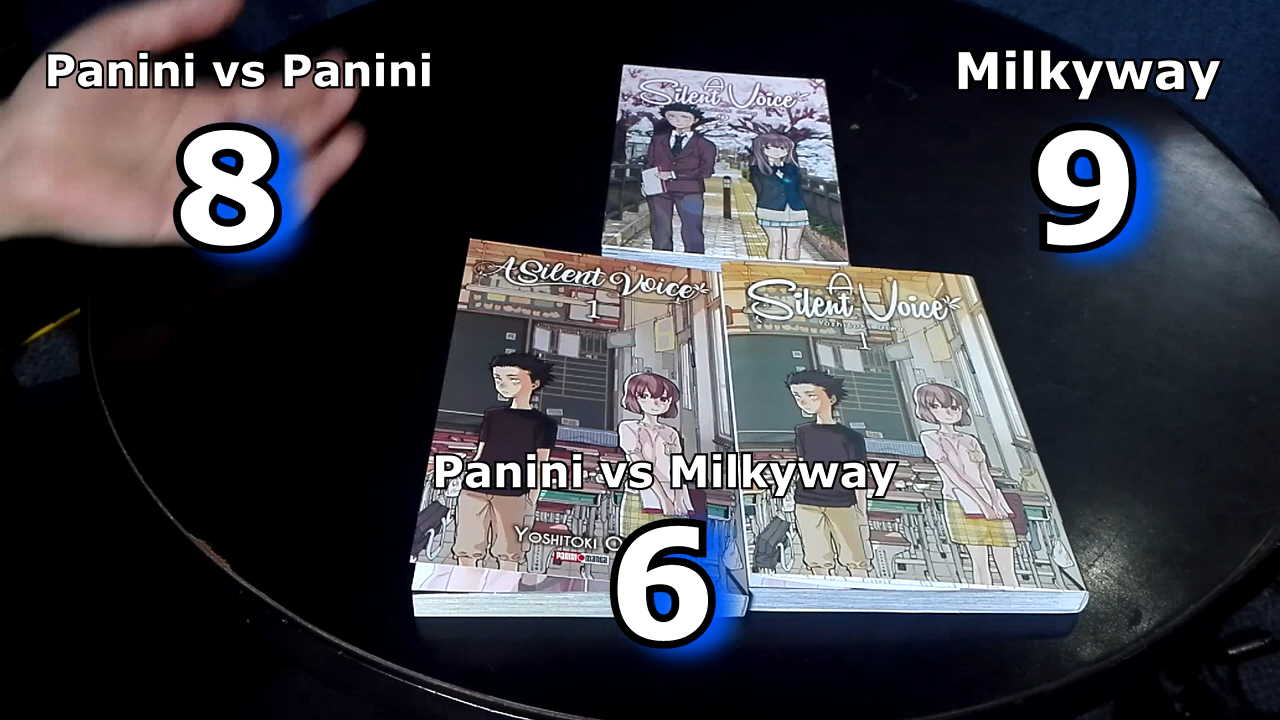 Panini vs Panini
8
Milkyway
9
A
Silent Voice
2
A Silent Voice
1
A
Silent Voice
1
Panini vs Milkyway
6
YOSHITOKI
PANINI